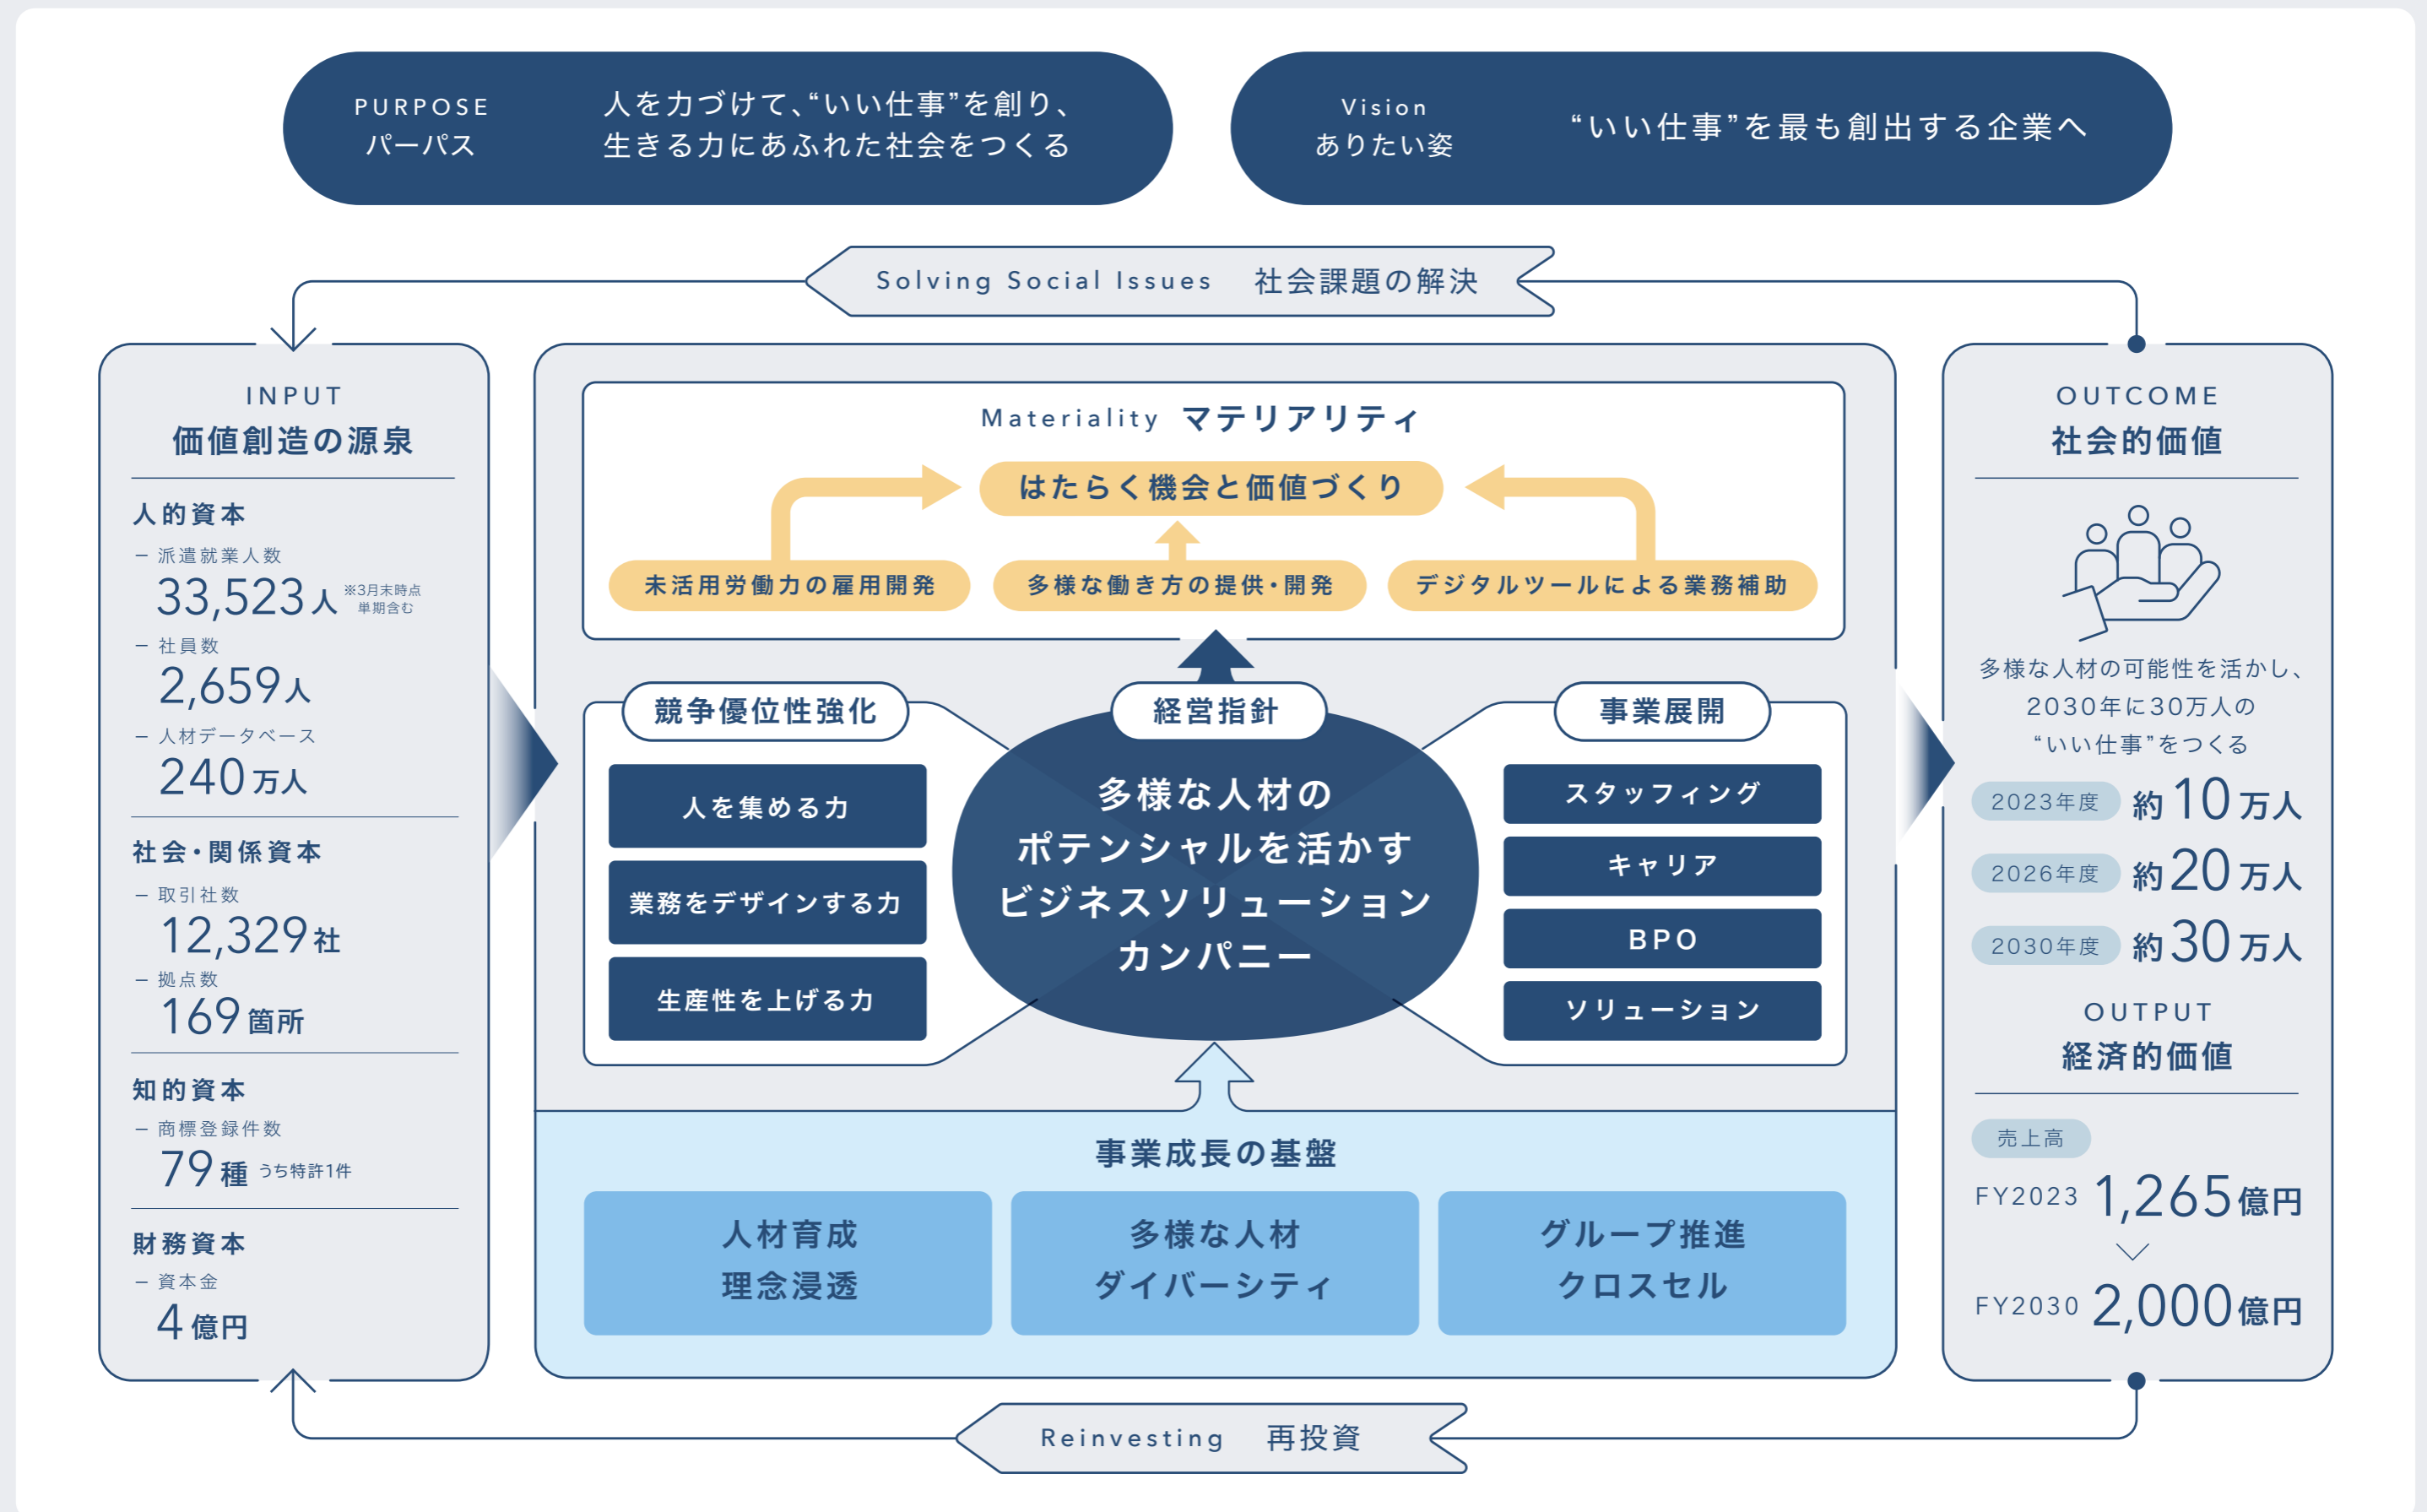 PURPOSE
パーパス
人を力づけて、“いい仕事”を創り、
生きる力にあふれた社会をつくる
Vision
ありたい姿
“いい仕事”を最も創出する企業へ
Solving Social Issues 社会課題の解決
INPUT
価値創造の源泉
人的資本
− 派遣就業人数
33,523人 ※3月末時点
単期含む
− 社員数
2,659人
− 人材データベース
240万人
社会・関係資本
− 取引社数
12,329社
− 拠点数
169箇所
知的資本
− 商標登録件数
79種 うち特許1件
財務資本
− 資本金
4億円
Materiality マテリアリティ
はたらく機会と価値づくり
未活用労働力の雇用開発
多様な働き方の提供・開発
デジタルツールによる業務補助
競争優位性強化
人を集める力
業務をデザインする力
生産性を上げる力
経営指針
多様な人材の
ポテンシャルを活かす
ビジネスソリューション
カンパニー
事業展開
スタッフィング
キャリア
BPO
ソリューション
事業成長の基盤
人材育成
理念浸透
多様な人材
ダイバーシティ
グループ推進
クロスセル
OUTCOME
社会的価値
多様な人材の可能性を活かし、
2030年に30万人の
“いい仕事”をつくる
2023年度 約10万人
2026年度 約20万人
2030年度 約30万人
OUTPUT
経済的価値
売上高
FY2023 1,265億円
FY2030 2,000億円
Reinvesting 再投資